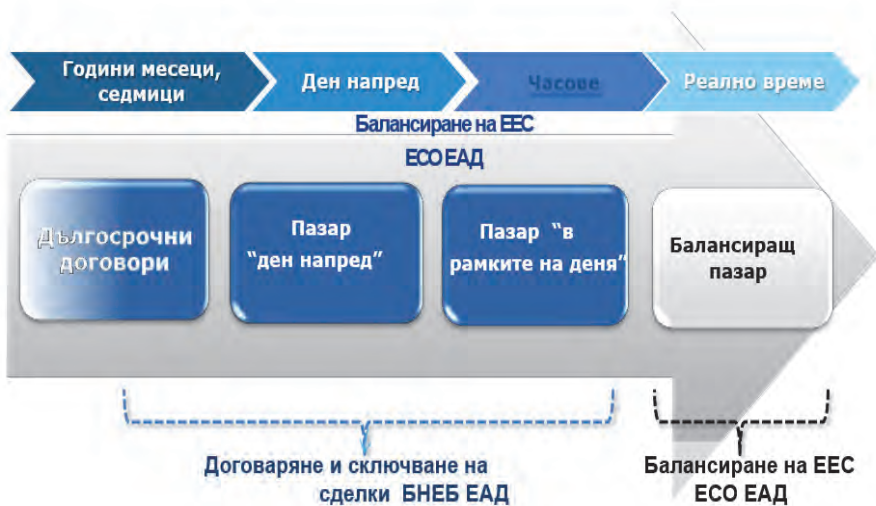 Години месеци,
седмици
Ден напред
Часове
Реално време
Балансиране на ЕЕС
ЕСО ЕАД
Дългосрочни
договори
Пазар
“ден напред”
Пазар “в
рамките на деня”
Балансиращ
пазар
Договаряне и сключване на
сделки БНЕБ ЕАД
Балансиране на ЕЕС
ЕСО ЕАД